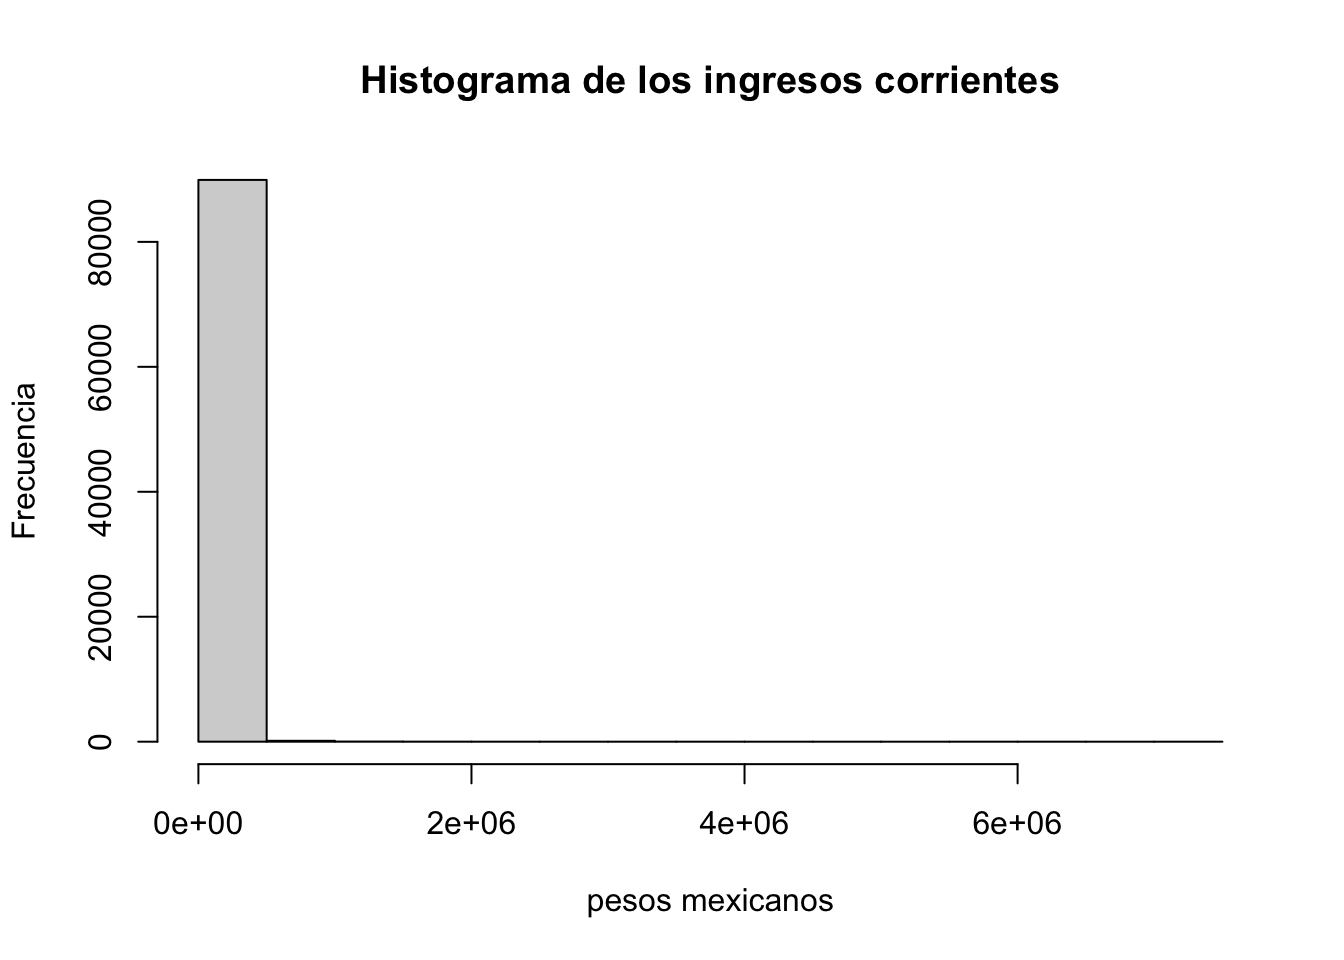 Histograma de los ingresos corrientes
Frecuencia
80000
60000
40000
20000
0
0e+00 2e+06 4e+06 6e+06
pesos mexicanos